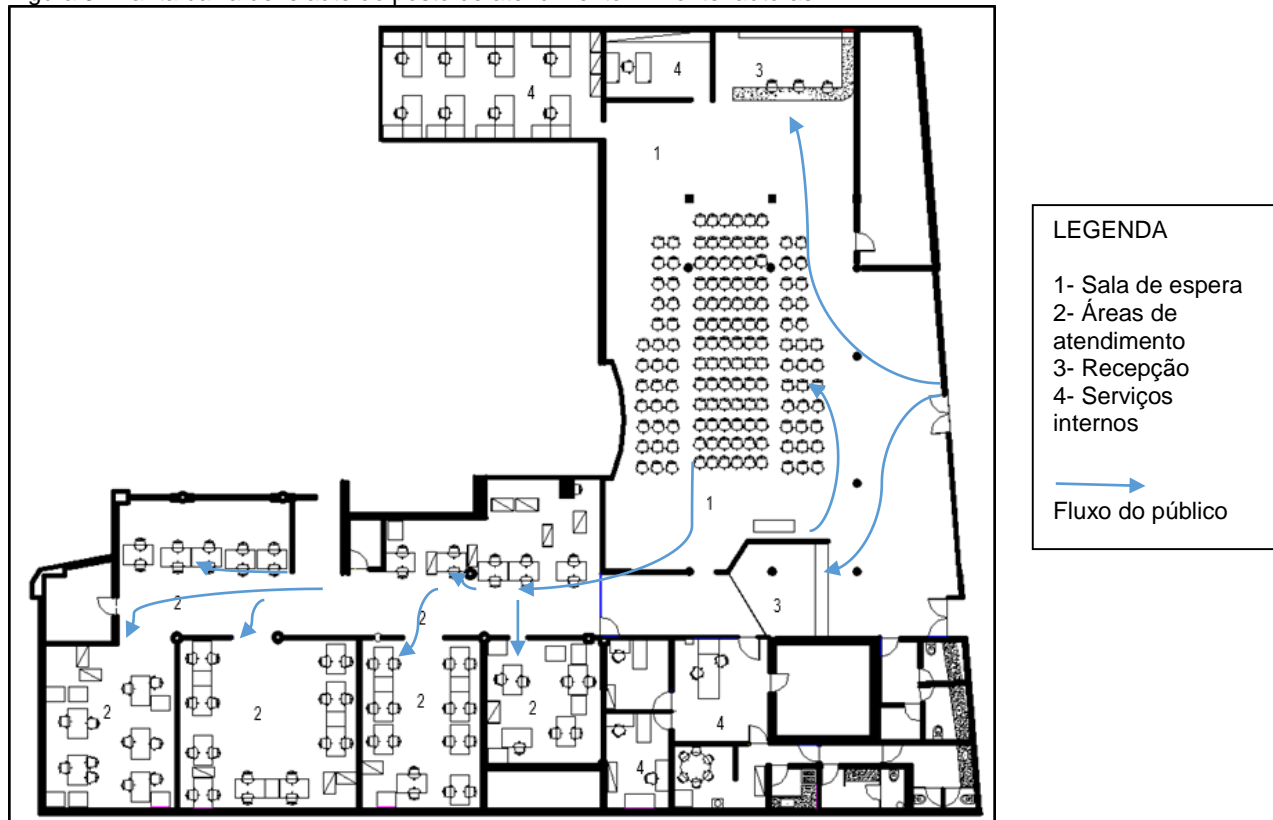 4
3
4
1
1
2
3
2
2
2
2
2
4
4
LEGENDA
1- Sala de espera
2- Áreas de
atendimento
3- Recepção
4- Serviços
internos
Fluxo do público